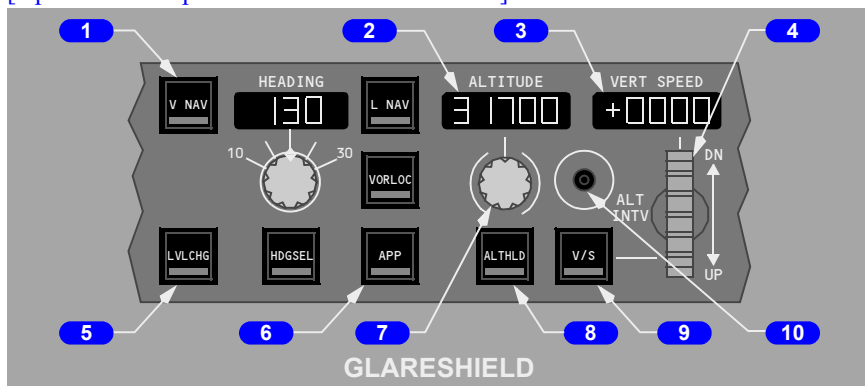 1 2 3 4
HEADING ALTITUDE VERT SPEED
V NAV 130 L NAV 31700 +0000
10 30 VORLOC DN
ALT
INTV
LVLCHG HDGSEL APP ALTHLD V/S UP
5 6 7 8 9 10
GLARESHIELD